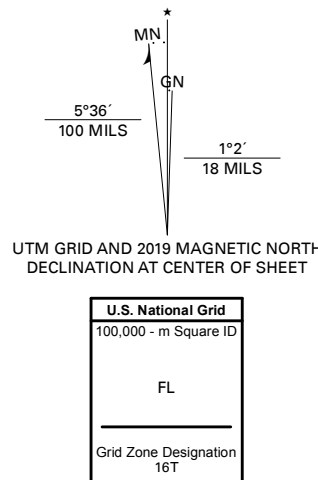 ★
MN
GN
5°36´
100 MILS
1°2´
18 MILS
UTM GRID AND 2019 MAGNETIC NORTH
DECLINATION AT CENTER OF SHEET
U.S. National Grid
100,000 - m Square ID
FL
Grid Zone Designation
16T